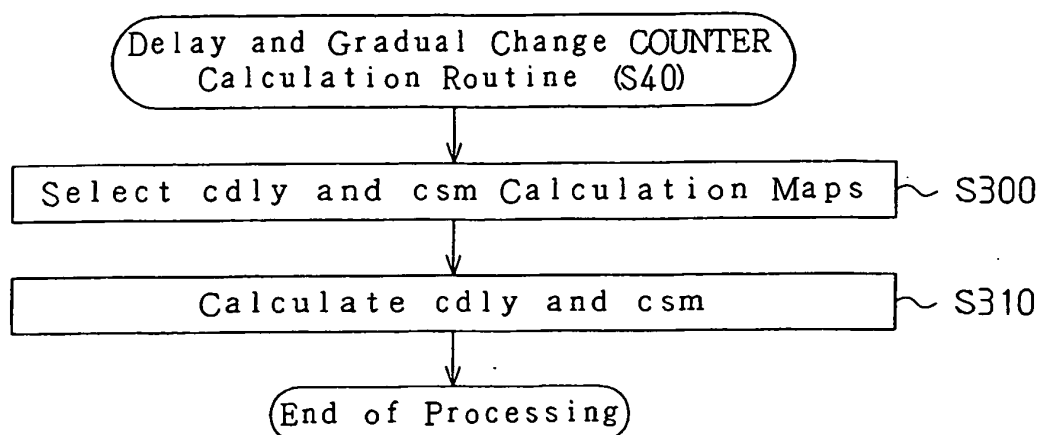 Delay and Gradual Change COUNTER
Calculation Routine (S40)
Select cdly and csm Calculation Maps
S300
Calculate cdly and csm
S310
End of Processing